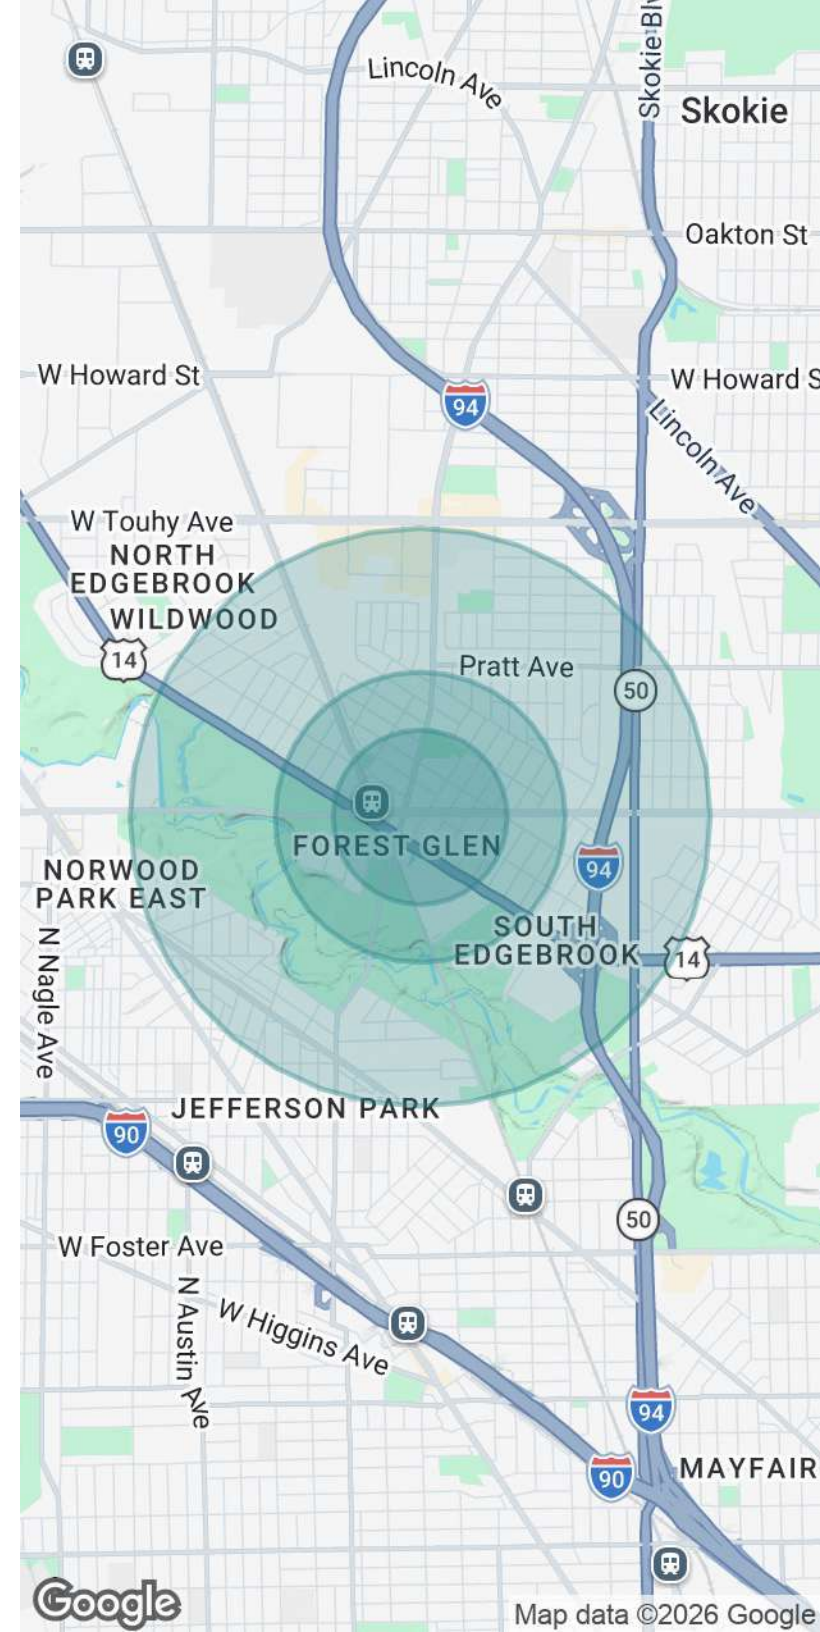 Lincoln Ave
Skokie Blv
Skokie
Oakton St
W Howard St
W Howard S
94
Lincoln Ave
W Touhy Ave
NORTH
EDGEBROOK
WILDWOOD
14
Pratt Ave
50
FOREST GLEN
94
NORWOOD
PARK EAST
SOUTH
EDGEBROOK
14
N Nagle Ave
JEFFERSON PARK
90
50
W Foster Ave
N Austin Ave
W Higgins Ave
94
90
MAYFAIR
Google
Map data ©2026 Google